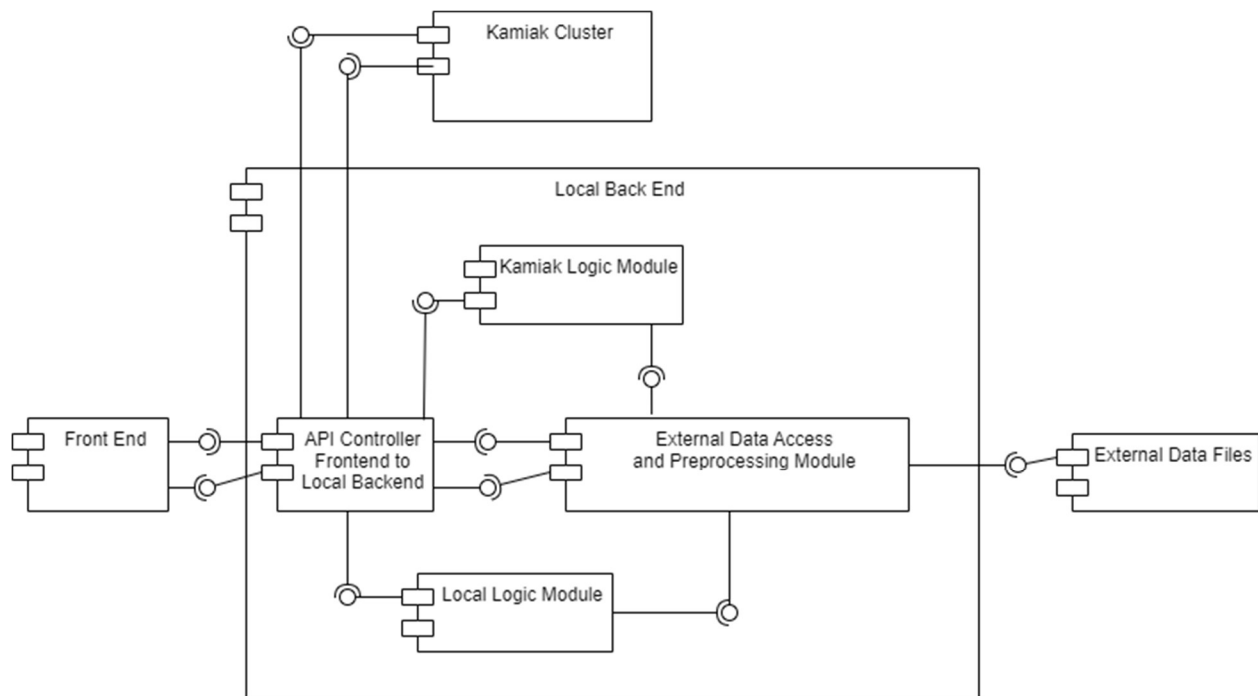 Kamiak Cluster
Local Back End
Kamiak Logic Module
Front End
API Controller
Frontend to
Local Backend
External Data Access
and Preprocessing Module
External Data Files
Local Logic Module